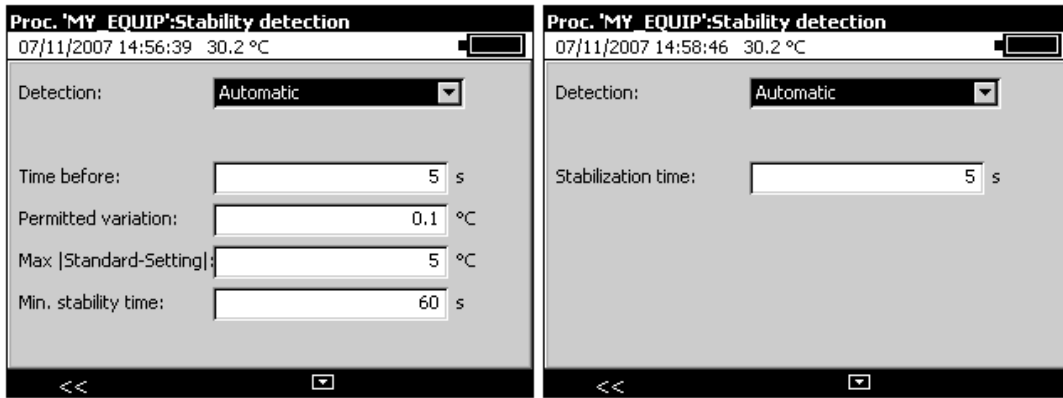 Proc. 'MY_EQUIP':Stability detection
07/11/2007 14:56:39 30.2 °C
Detection: Automatic
Time before: 5 s
Permitted variation: 0.1 °C
Max |Standard-Setting|: 5 °C
Min. stability time: 60 s
<<
Proc. 'MY_EQUIP':Stability detection
07/11/2007 14:58:46 30.2 °C
Detection: Automatic
Stabilization time: 5 s
<<